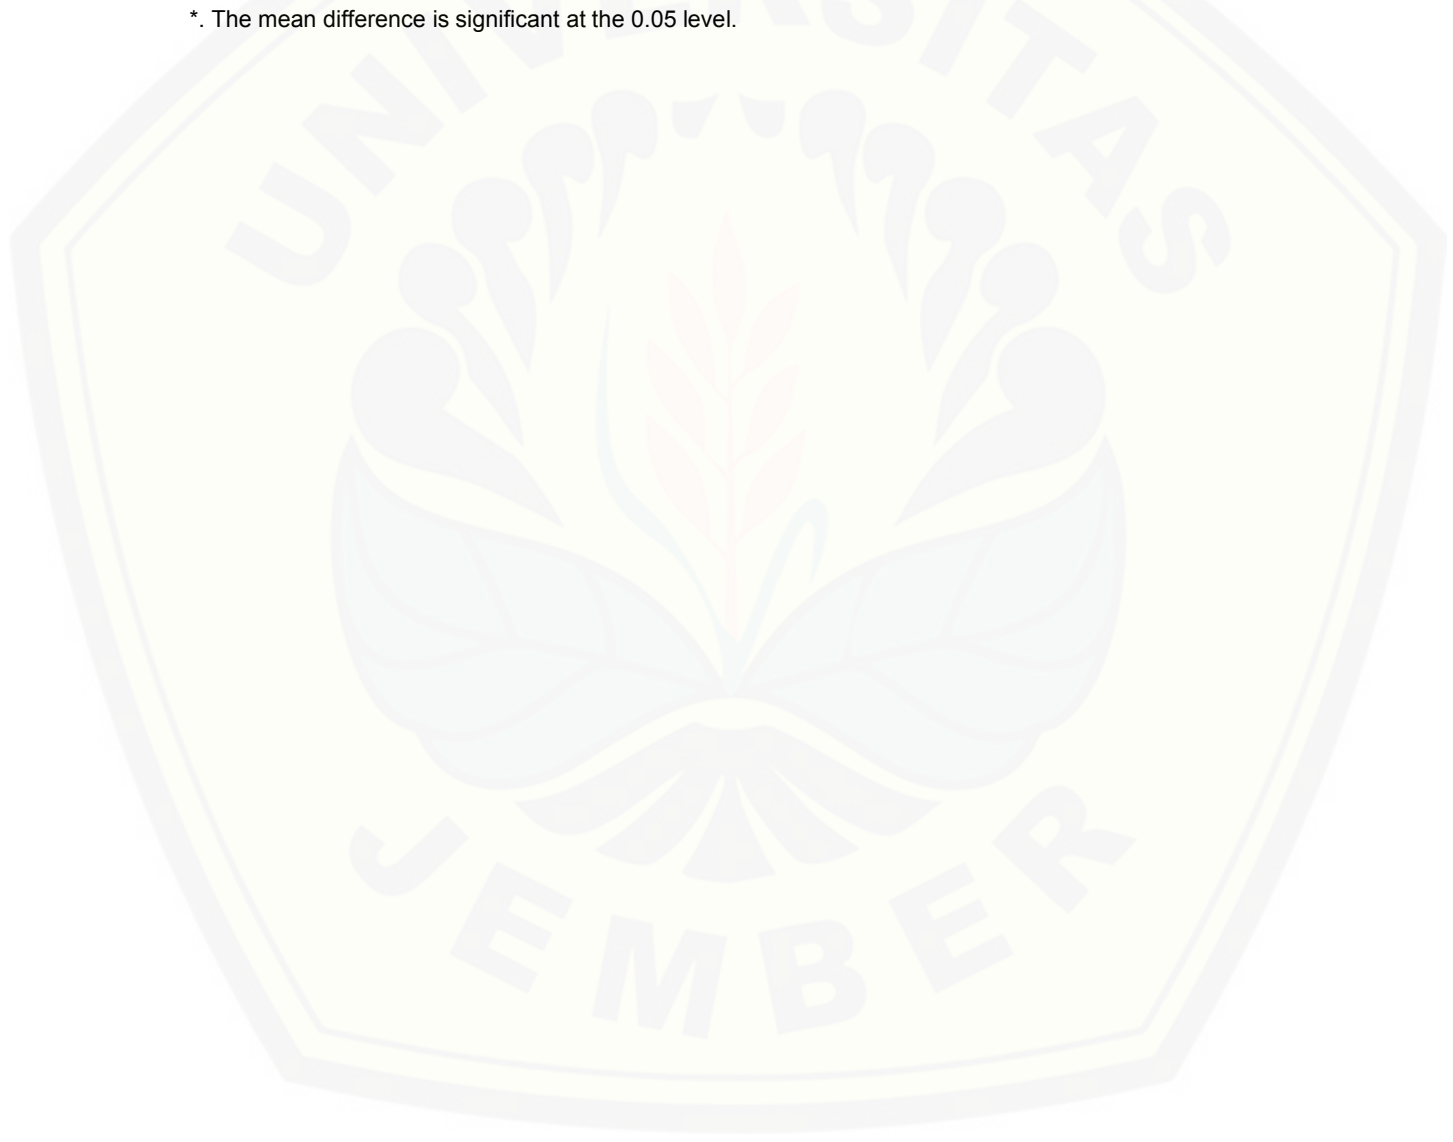 *. The mean difference is significant at the 0.05 level.
UNIVERSITAS
JEMBER